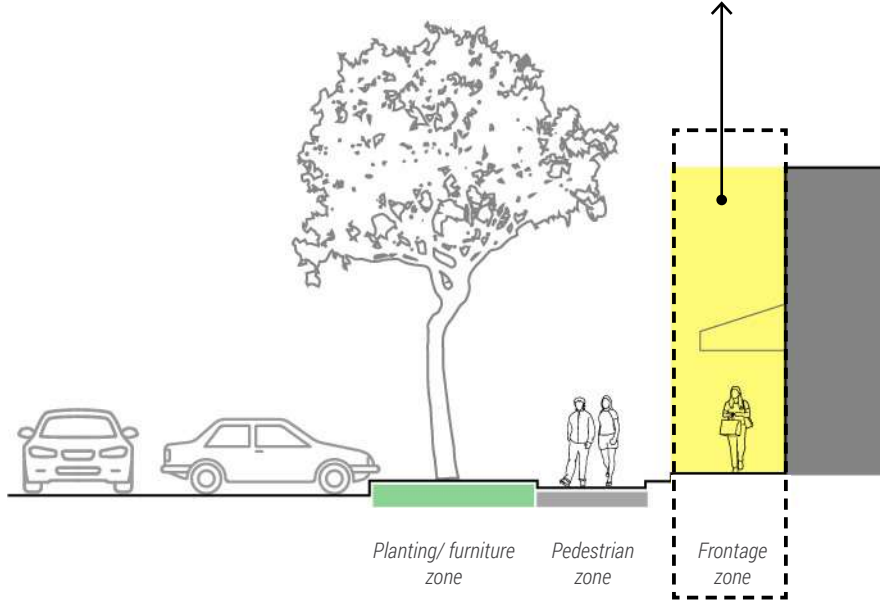 Planting/ furniture
zone
Pedestrian
zone
Frontage
zone